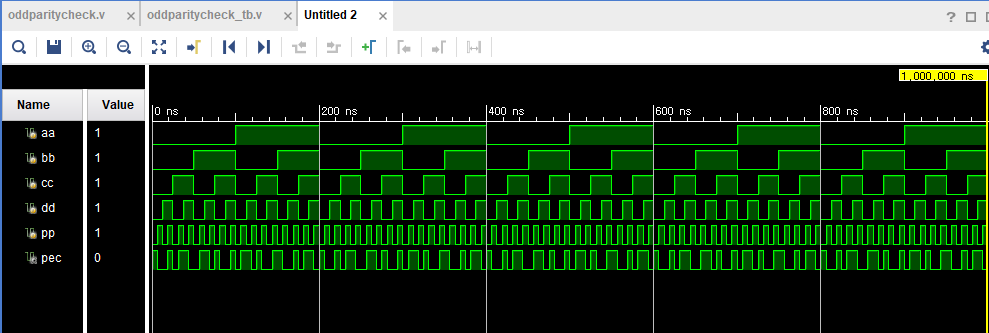 oddparitycheck.v × oddparitycheck_tb.v × Untitled 2 × ?
1,000,000 ns
Name Value 0 ns 200 ns 400 ns 600 ns 800 ns
aa 1
bb 1
cc 1
dd 1
pp 1
pec 0